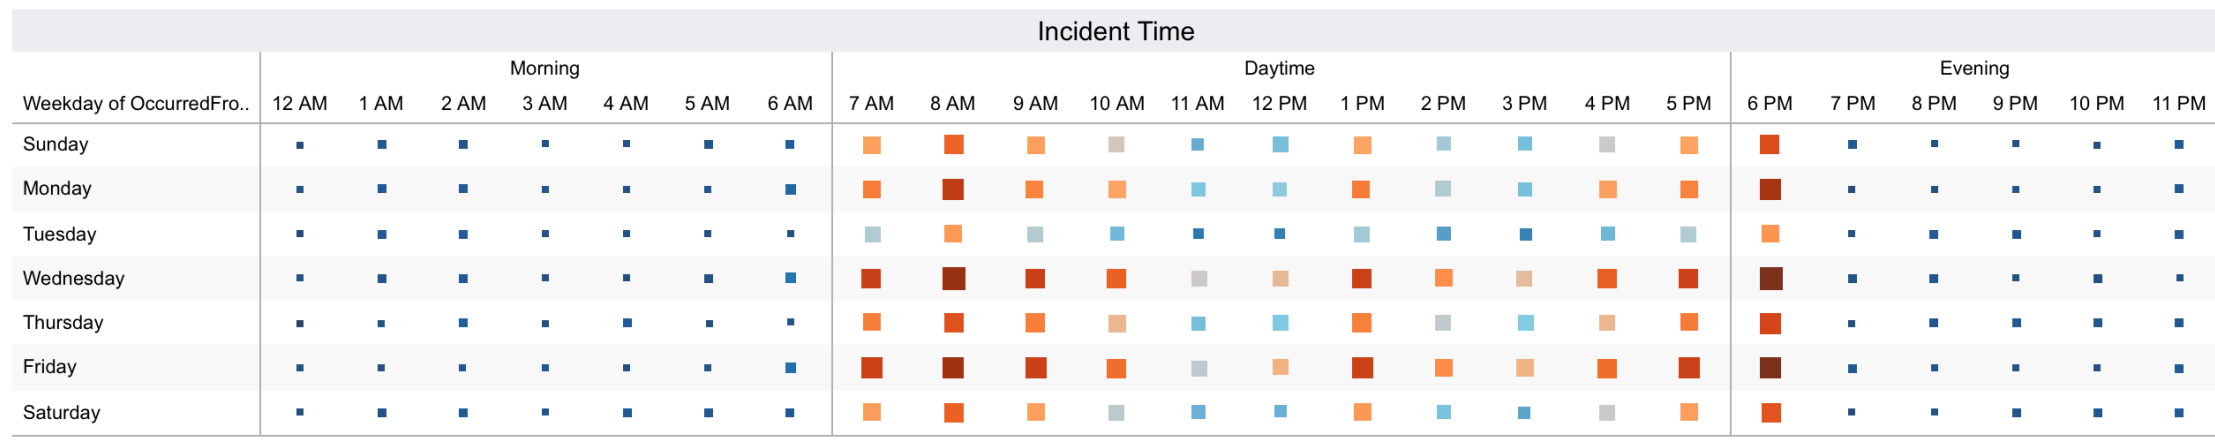 Incident Time
Morning Daytime Evening
Weekday of OccurredFro.. 12 AM 1 AM 2 AM 3 AM 4 AM 5 AM 6 AM 7 AM 8 AM 9 AM 10 AM 11 AM 12 PM 1 PM 2 PM 3 PM 4 PM 5 PM 6 PM 7 PM 8 PM 9 PM 10 PM 11 PM
Sunday
Monday
Tuesday
Wednesday
Thursday
Friday
Saturday